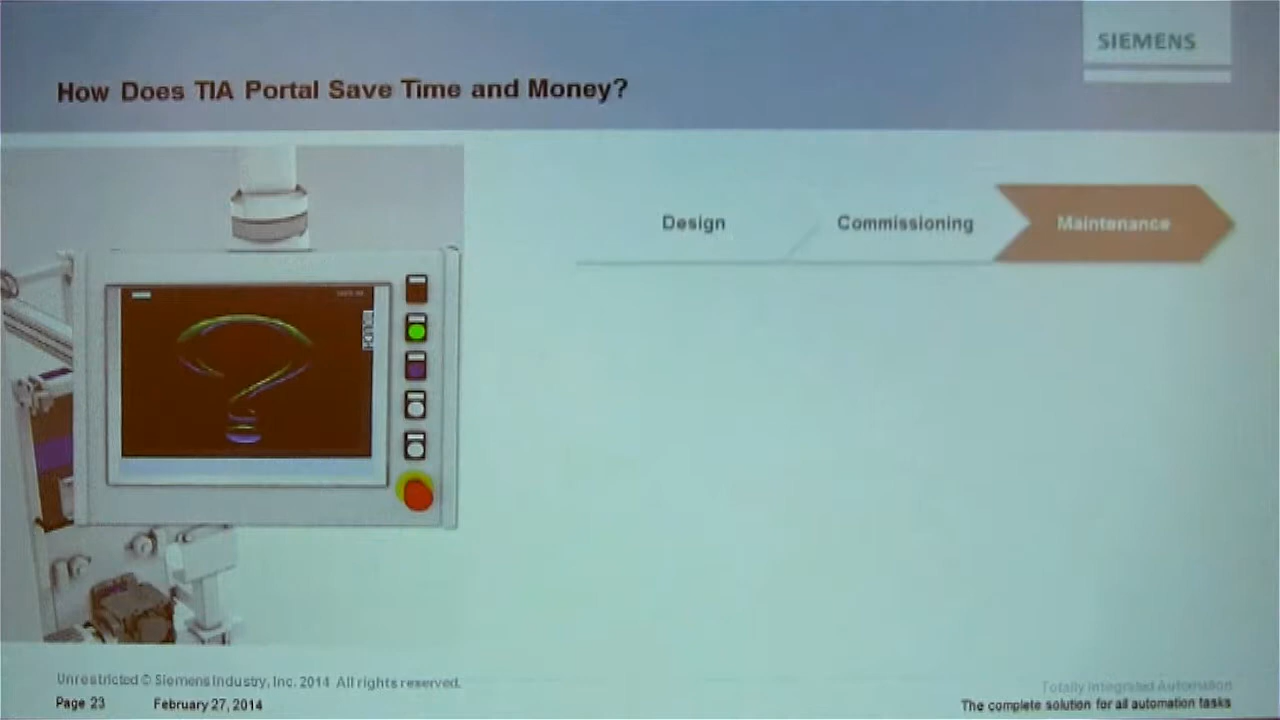 SIEMENS
How Does TIA Portal Save Time and Money?
Design
Commissioning
Maintenance
Unrestricted © Siemens Industry, Inc. 2014 All rights reserved.
Totally Integrated Automation
Page 23
February 27, 2014
The complete solution for all automation tasks